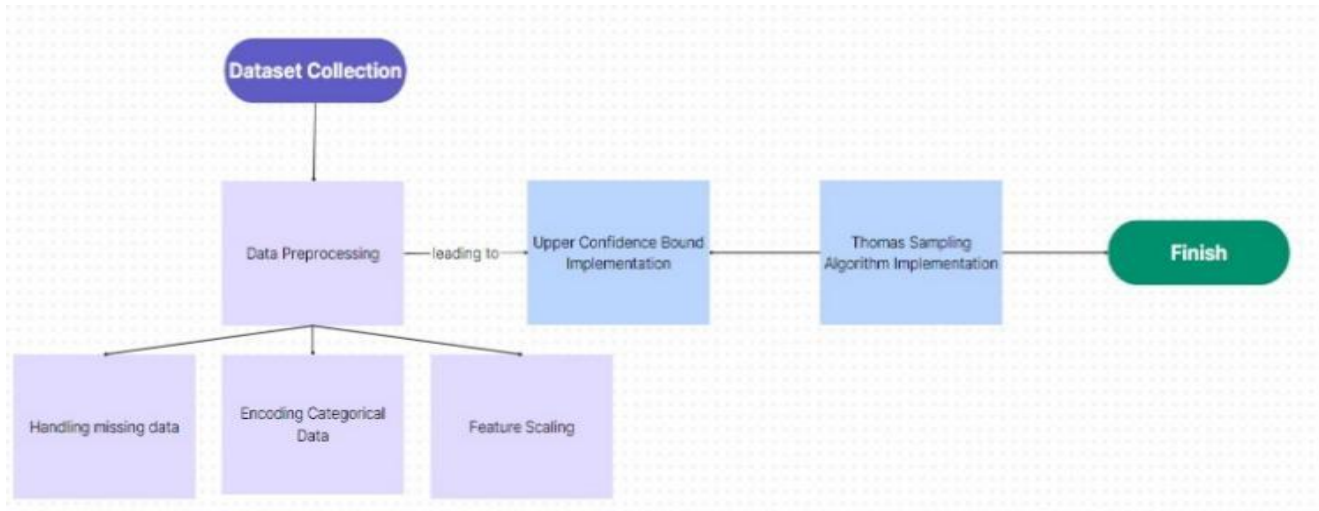 Dataset Collection
Data Preprocessing
leading to
Upper Confidence Bound
Implementation
Thomas Sampling
Algorithm Implementation
Finish
Handling missing data
Encoding Categorical
Data
Feature Scaling